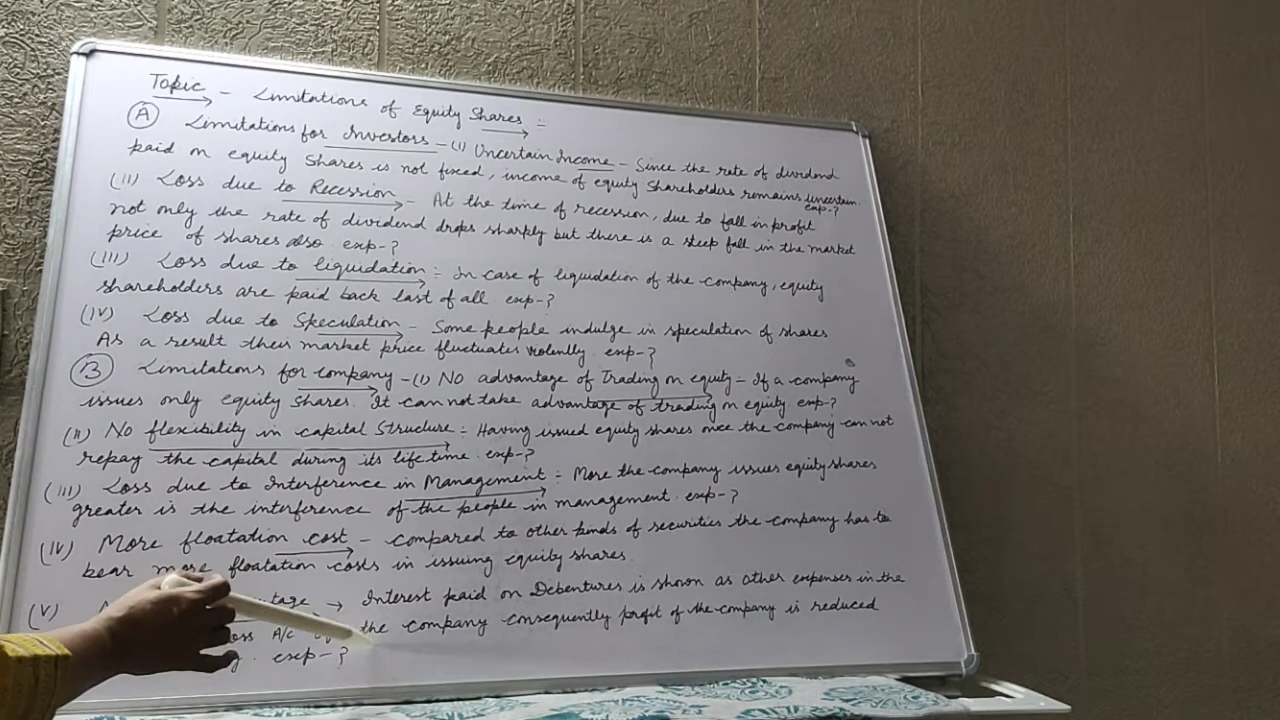 Topic - Limitations of Equity Shares :-
(A) Limitations for Investors - (I) Uncertain Income - Since the rate of dividend
paid on equity shares is not fixed, income of equity shareholders remains uncertain.
exp-?
(II) Loss due to Recession - At the time of recession, due to fall in profit
not only the rate of dividend drops sharply but there is a steep fall in the market
price of shares also. exp-?
(III) Loss due to liquidation :- In case of liquidation of the company, equity
shareholders are paid back last of all. exp-?
(IV) Loss due to Speculation - Some people indulge in speculation of shares
As a result their market price fluctuates violently. exp-?
(B) Limitations for company - (I) No advantage of Trading on equity :- If a company
issues only equity shares. It can not take advantage of trading on equity exp-?
(II) No flexibility in capital Structure :- Having issued equity shares once the company can not
repay the capital during its life time. exp-?
(III) Loss due to Interference in Management :- More the company issues equity shares
greater is the interference of the people in management. exp-?
(IV) More floatation cost - compared to other kinds of securities the company has to
bear more floatation costs in issuing equity shares.
(V) → Interest paid on Debentures is shown as other expenses in the
A/c the company consequently profit of the company is reduced
exp-?